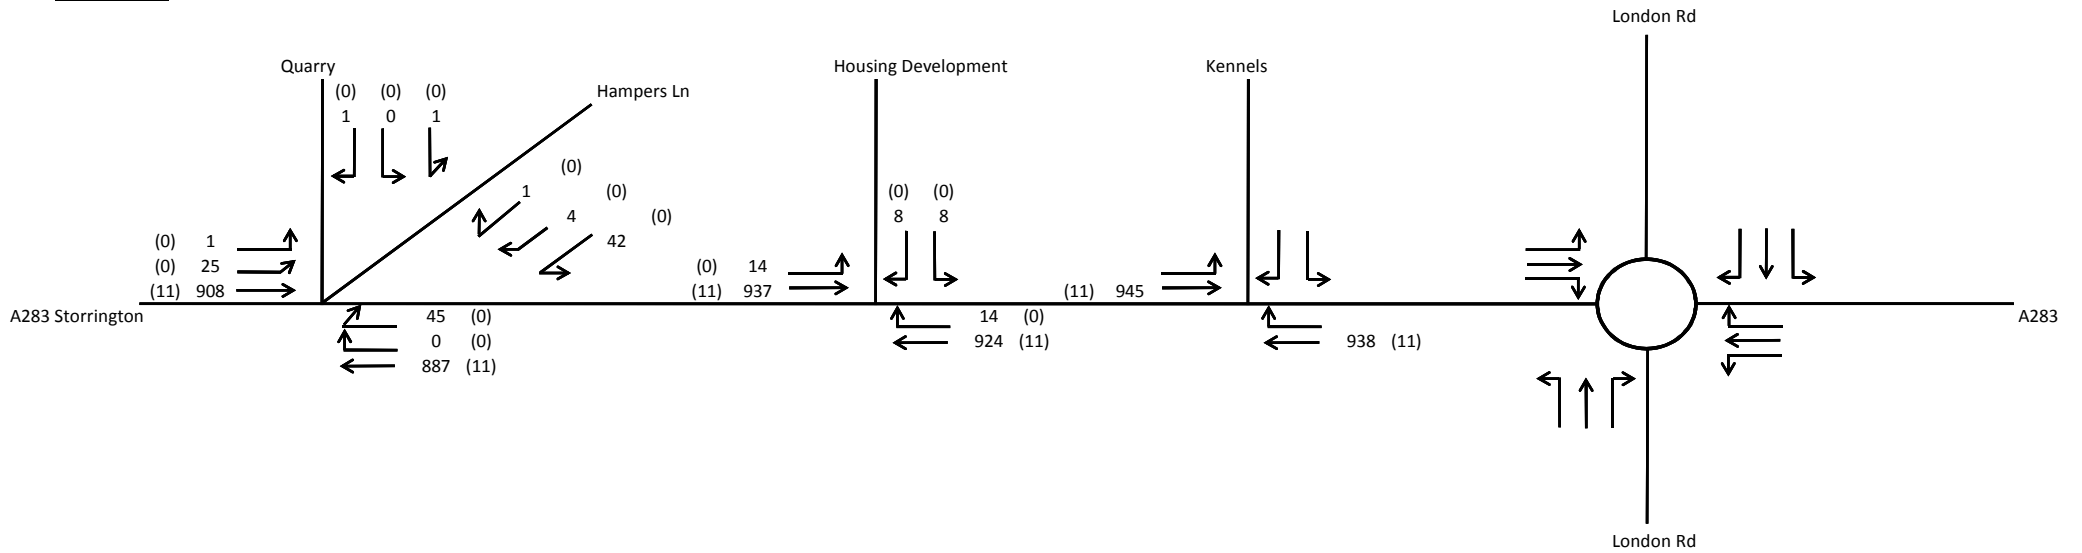 London Rd
Quarry
Housing Development
Kennels
Hampers Ln
(0) (0) (0)
1 0 1
(0)
1 (0)
4 (0)
42
(0) (0)
8 8
(0) 1
(0) 25
(11) 908
(0) 14
(11) 937
(11) 945
A283 Storrington
A283
45 (0)
0 (0)
887 (11)
14 (0)
924 (11)
938 (11)
London Rd